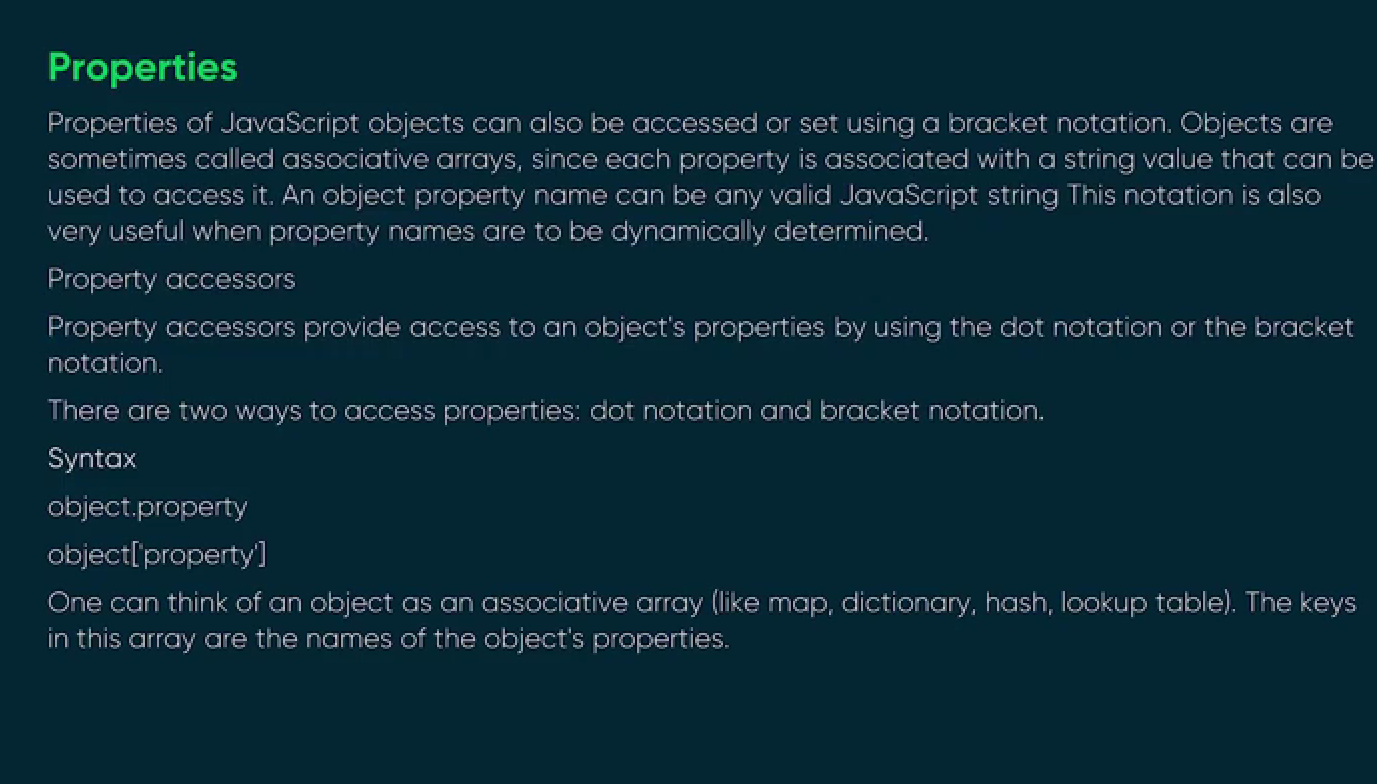 Properties
Properties of JavaScript objects can also be accessed or set using a bracket notation. Objects are
sometimes called associative arrays, since each property is associated with a string value that can be
used to access it. An object property name can be any valid JavaScript string This notation is also
very useful when property names are to be dynamically determined.
Property accessors
Property accessors provide access to an object's properties by using the dot notation or the bracket
notation.
There are two ways to access properties: dot notation and bracket notation.
Syntax
object.property
object['property']
One can think of an object as an associative array (like map, dictionary, hash, lookup table). The keys
in this array are the names of the object's properties.